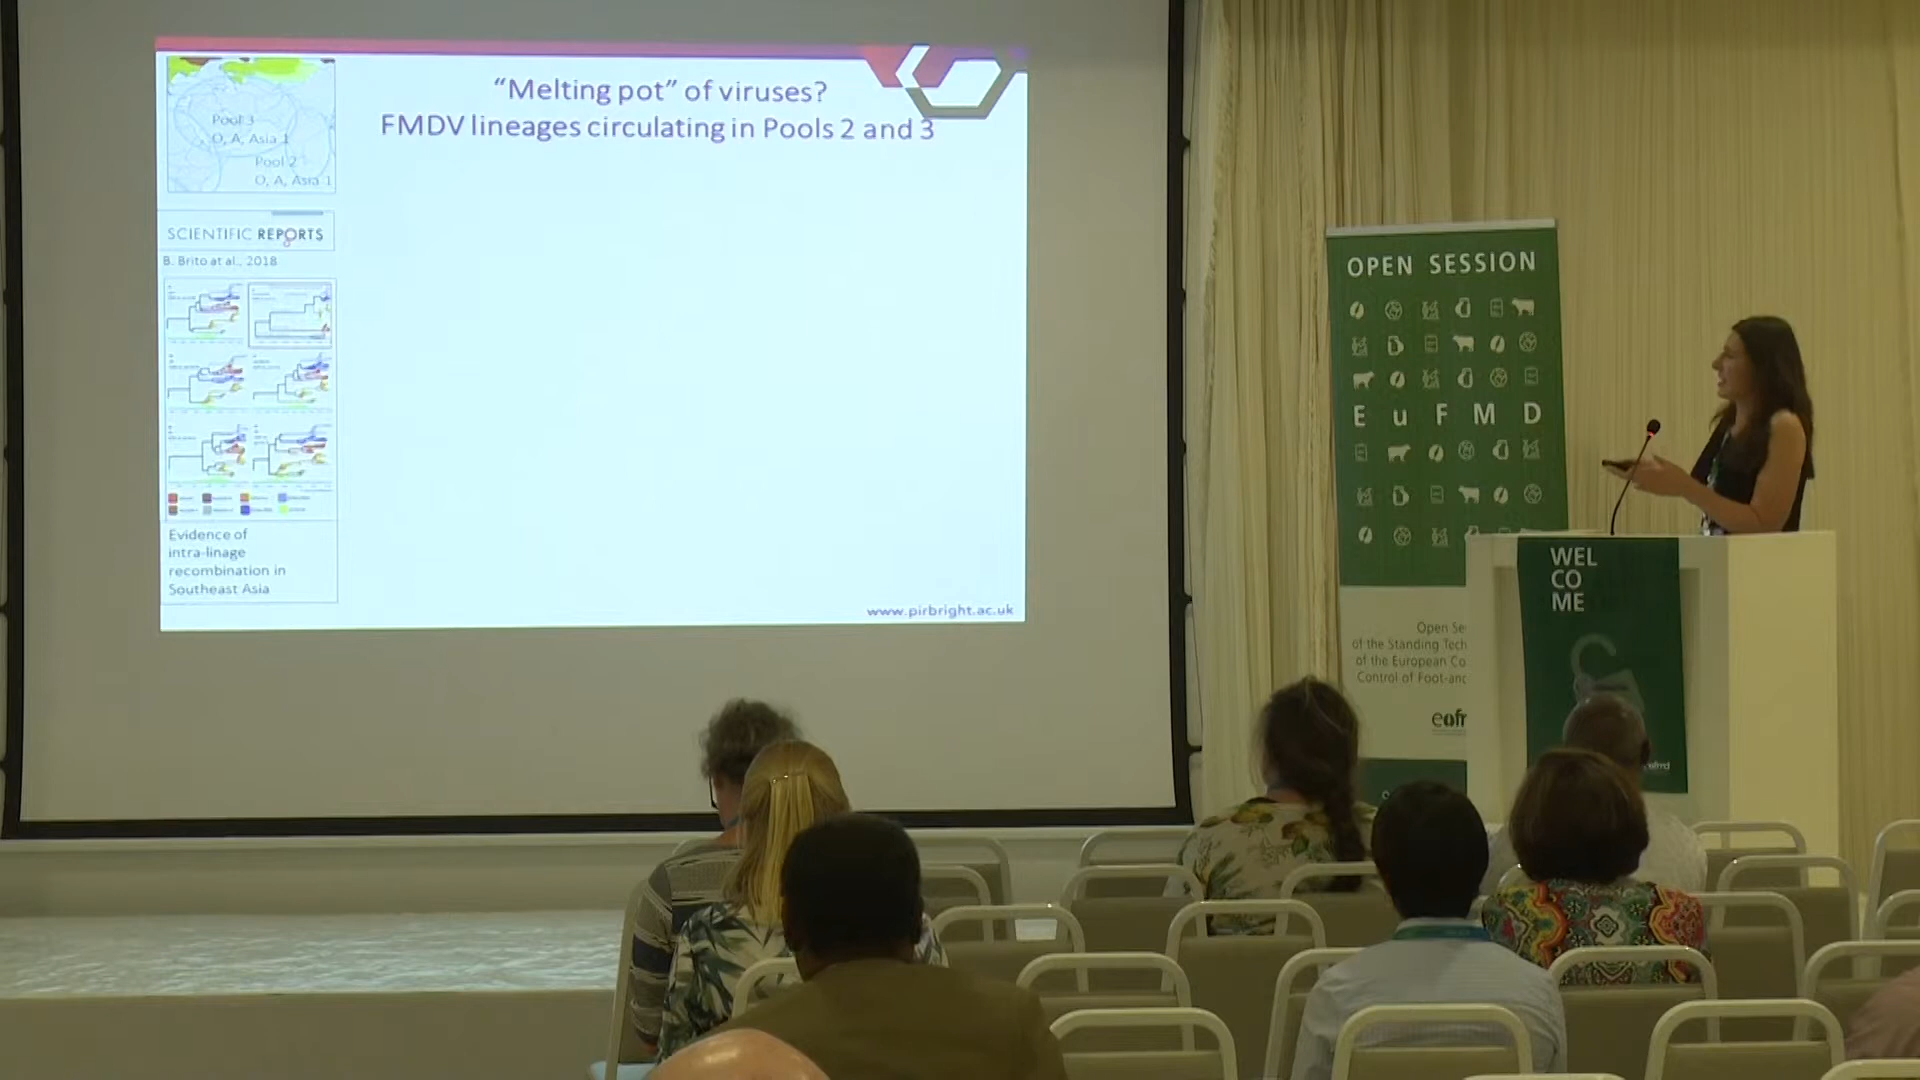 “Melting pot” of viruses?
FMDV lineages circulating in Pools 2 and 3
Pool 3
O, A, Asia 1
Pool 2
O, A, Asia 1
SCIENTIFIC REPORTS
B. Brito at al., 2018
Evidence of
intra-linage
recombination in
Southeast Asia
www.pirbright.ac.uk
OPEN SESSION
E u F M D
Open Se
of the Standing Tech
of the European Co
Control of Foot-and
eofr
WEL
CO
ME